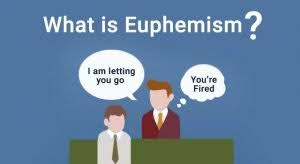 What is Euphemism?
I am letting
you go
You're
Fired